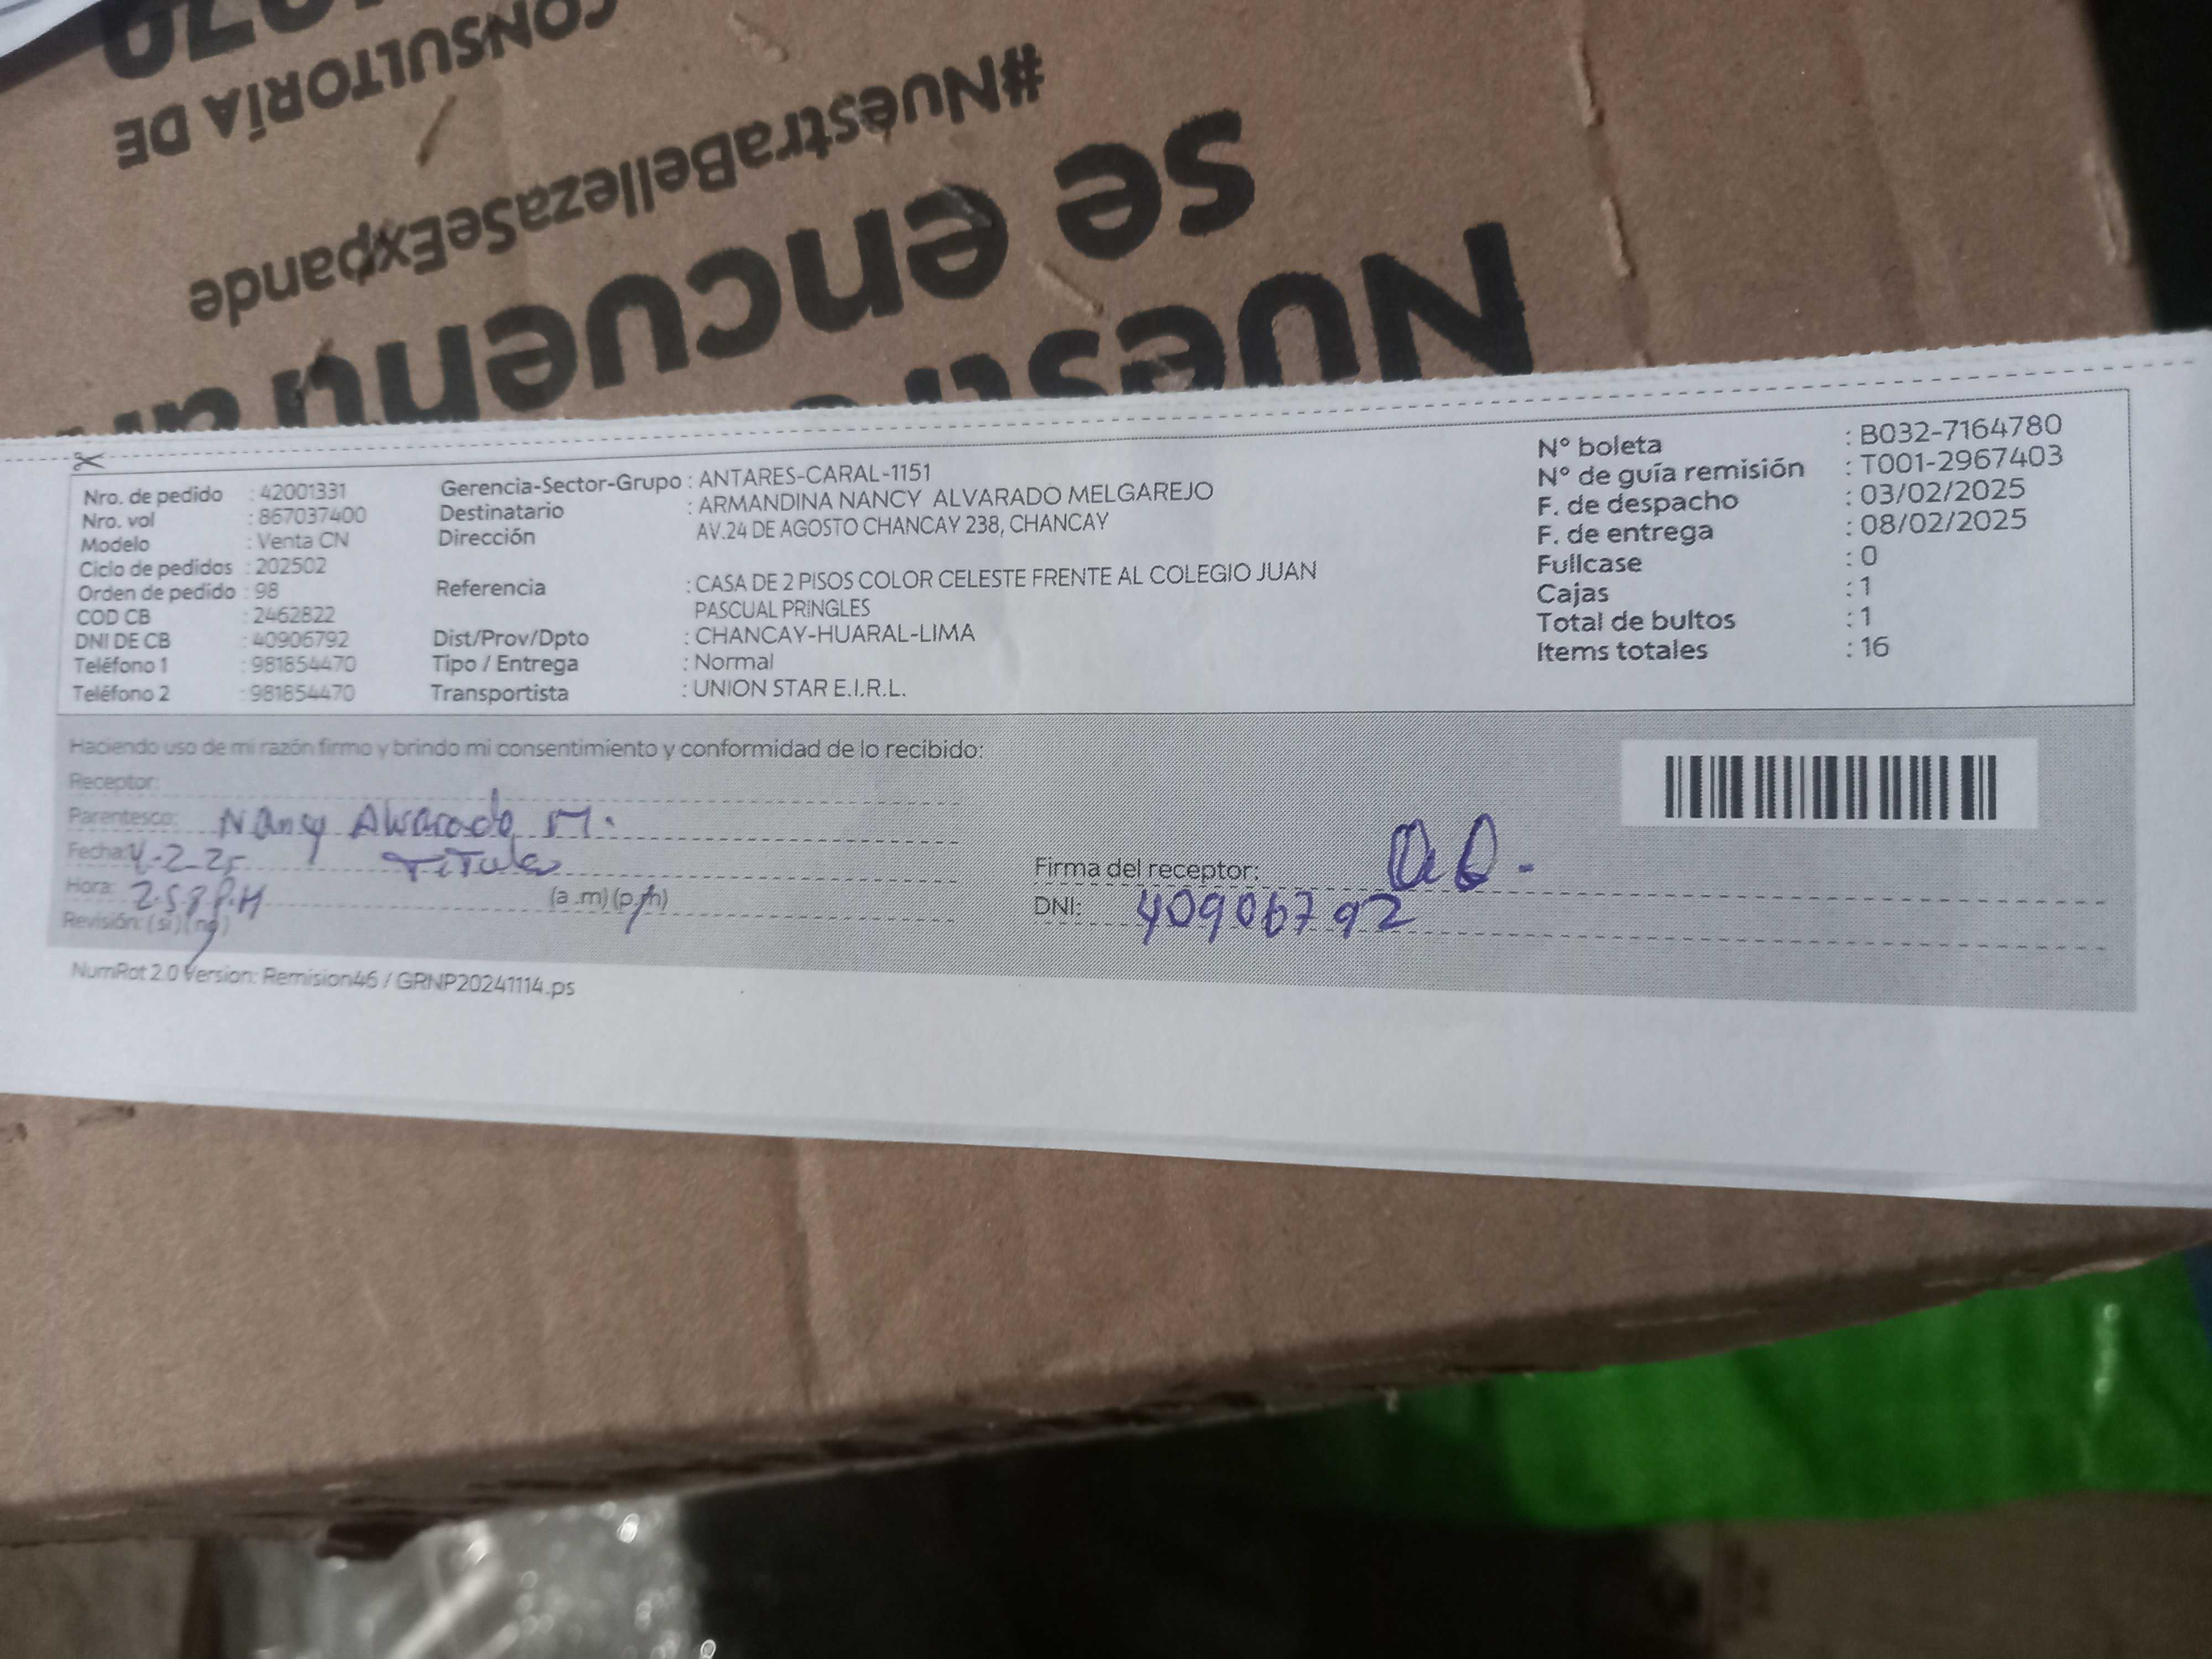 CONSULTORÍA DE
#NuestraBellezaSeExpande
se encuentra
Nuestra
Nro. de pedido : 42001331
Nro. vol : 867037400
Modelo : Venta CN
Ciclo de pedidos : 202502
Orden de pedido : 98
COD CB : 2462822
DNI DE CB : 40906792
Teléfono 1 : 981854470
Teléfono 2 : 981854470
Gerencia-Sector-Grupo : ANTARES-CARAL-1151
Destinatario : ARMANDINA NANCY ALVARADO MELGAREJO
Dirección AV.24 DE AGOSTO CHANCAY 238, CHANCAY
Referencia : CASA DE 2 PISOS COLOR CELESTE FRENTE AL COLEGIO JUAN
PASCUAL PRINGLES
Dist/Prov/Dpto : CHANCAY-HUARAL-LIMA
Tipo / Entrega : Normal
Transportista : UNION STAR E.I.R.L.
N° boleta : B032-7164780
N° de guía remisión : T001-2967403
F. de despacho : 03/02/2025
F. de entrega : 08/02/2025
Fullcase : 0
Cajas : 1
Total de bultos : 1
Items totales : 16
Haciendo uso de mi razón firmo y brindo mi consentimiento y conformidad de lo recibido:
Receptor:
Parentesco: Nancy Alvarado M.
Fecha: 4-2-25 Titular
Hora: 2.58 P.M (a.m) (p.m)
Revisión: (si) (no)
Firma del receptor:
DNI: 40906792
NumRot 2.0 Version: Remision46 / GRNP20241114.ps